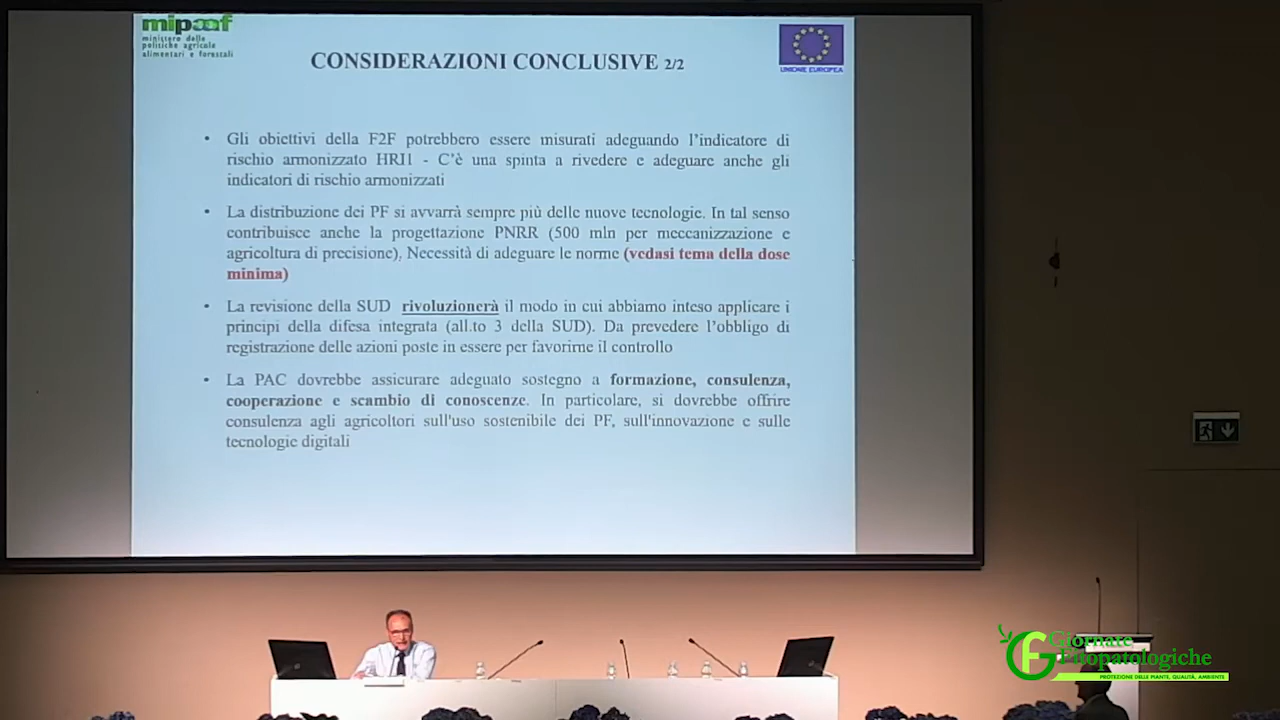 mipaaf
ministero delle
politiche agricole
alimentari e forestali
CONSIDERAZIONI CONCLUSIVE 2/2
UNIONE EUROPEA
• Gli obiettivi della F2F potrebbero essere misurati adeguando l'indicatore di
rischio armonizzato HRI1 - C'è una spinta a rivedere e adeguare anche gli
indicatori di rischio armonizzati
• La distribuzione dei PF si avvarrà sempre più delle nuove tecnologie. In tal senso
contribuisce anche la progettazione PNRR (500 mln per meccanizzazione e
agricoltura di precisione), Necessità di adeguare le norme (vedasi tema della dose
minima)
• La revisione della SUD rivoluzionerà il modo in cui abbiamo inteso applicare i
principi della difesa integrata (all.to 3 della SUD). Da prevedere l'obbligo di
registrazione delle azioni poste in essere per favorirne il controllo
• La PAC dovrebbe assicurare adeguato sostegno a formazione, consulenza,
cooperazione e scambio di conoscenze. In particolare, si dovrebbe offrire
consulenza agli agricoltori sull'uso sostenibile dei PF, sull'innovazione e sulle
tecnologie digitali
GF Giornate
Fitopatologiche
PROTEZIONE DELLE PIANTE, QUALITÀ, AMBIENTE